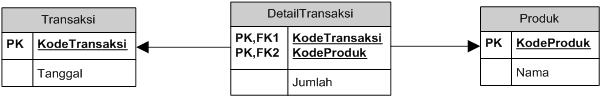 Transaksi
PK KodeTransaksi
Tanggal
DetailTransaksi
PK,FK1 KodeTransaksi
PK,FK2 KodeProduk
Jumlah
Produk
PK KodeProduk
Nama